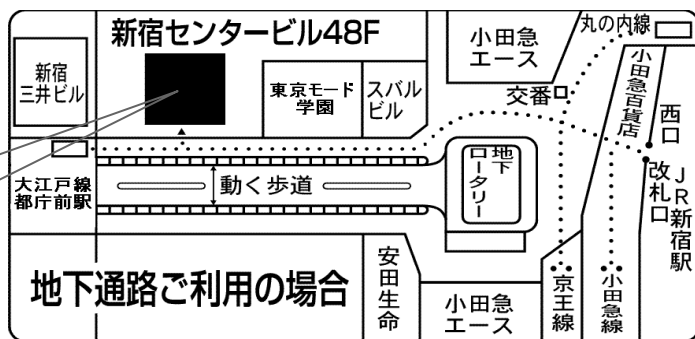 新宿センタービル48F
新宿
三井ビル
東京モード
学園
スバル
ビル
小田急
エース
丸の内線
交番
小田急百貨店
西口
改札口
JR新宿駅
地下
ロータリー
動く歩道
大江戸線
都庁前駅
地下通路ご利用の場合
安田生命
小田急
エース
京王線
小田急線